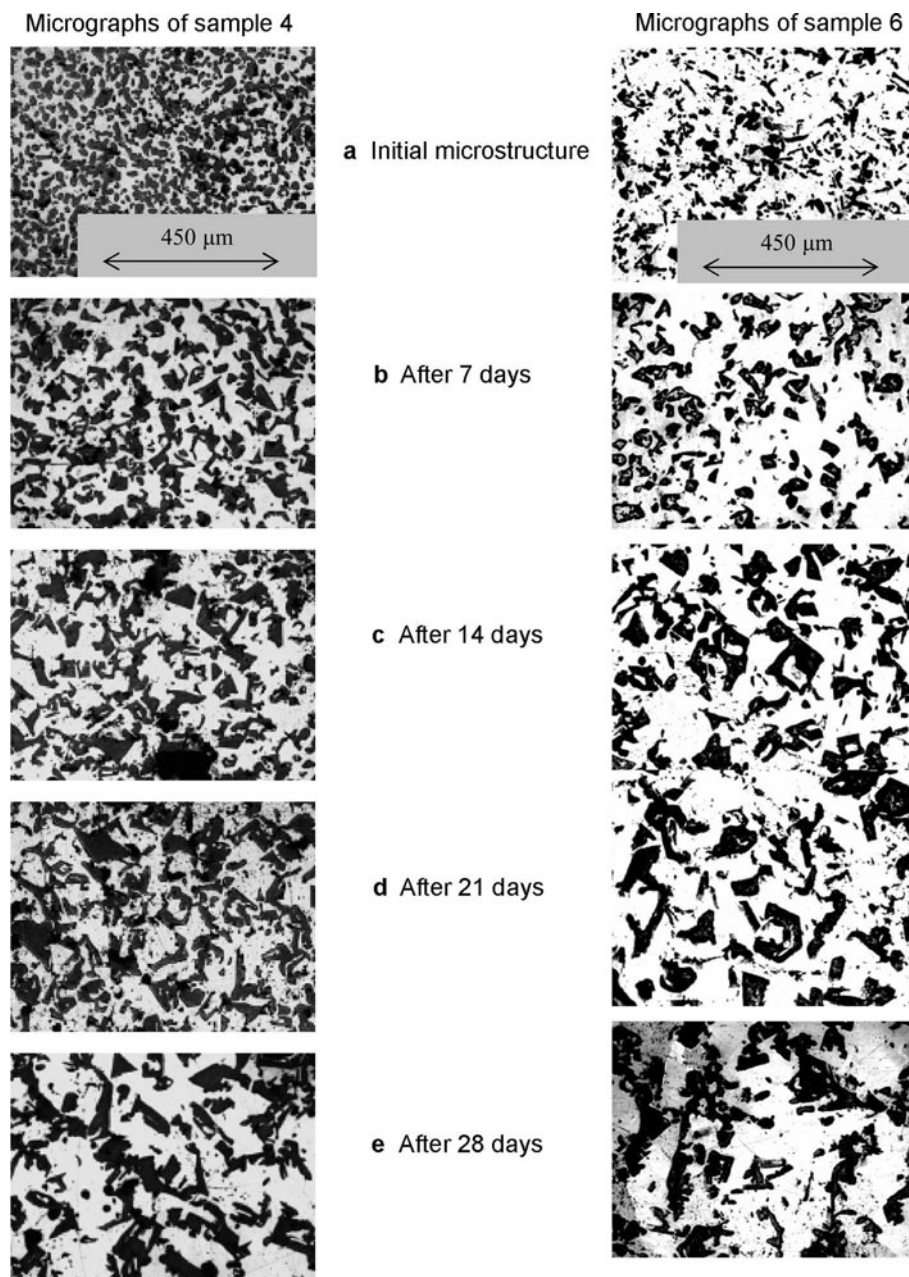 Micrographs of sample 4
Micrographs of sample 6
a Initial microstructure
450 µm
450 µm
b After 7 days
c After 14 days
d After 21 days
e After 28 days